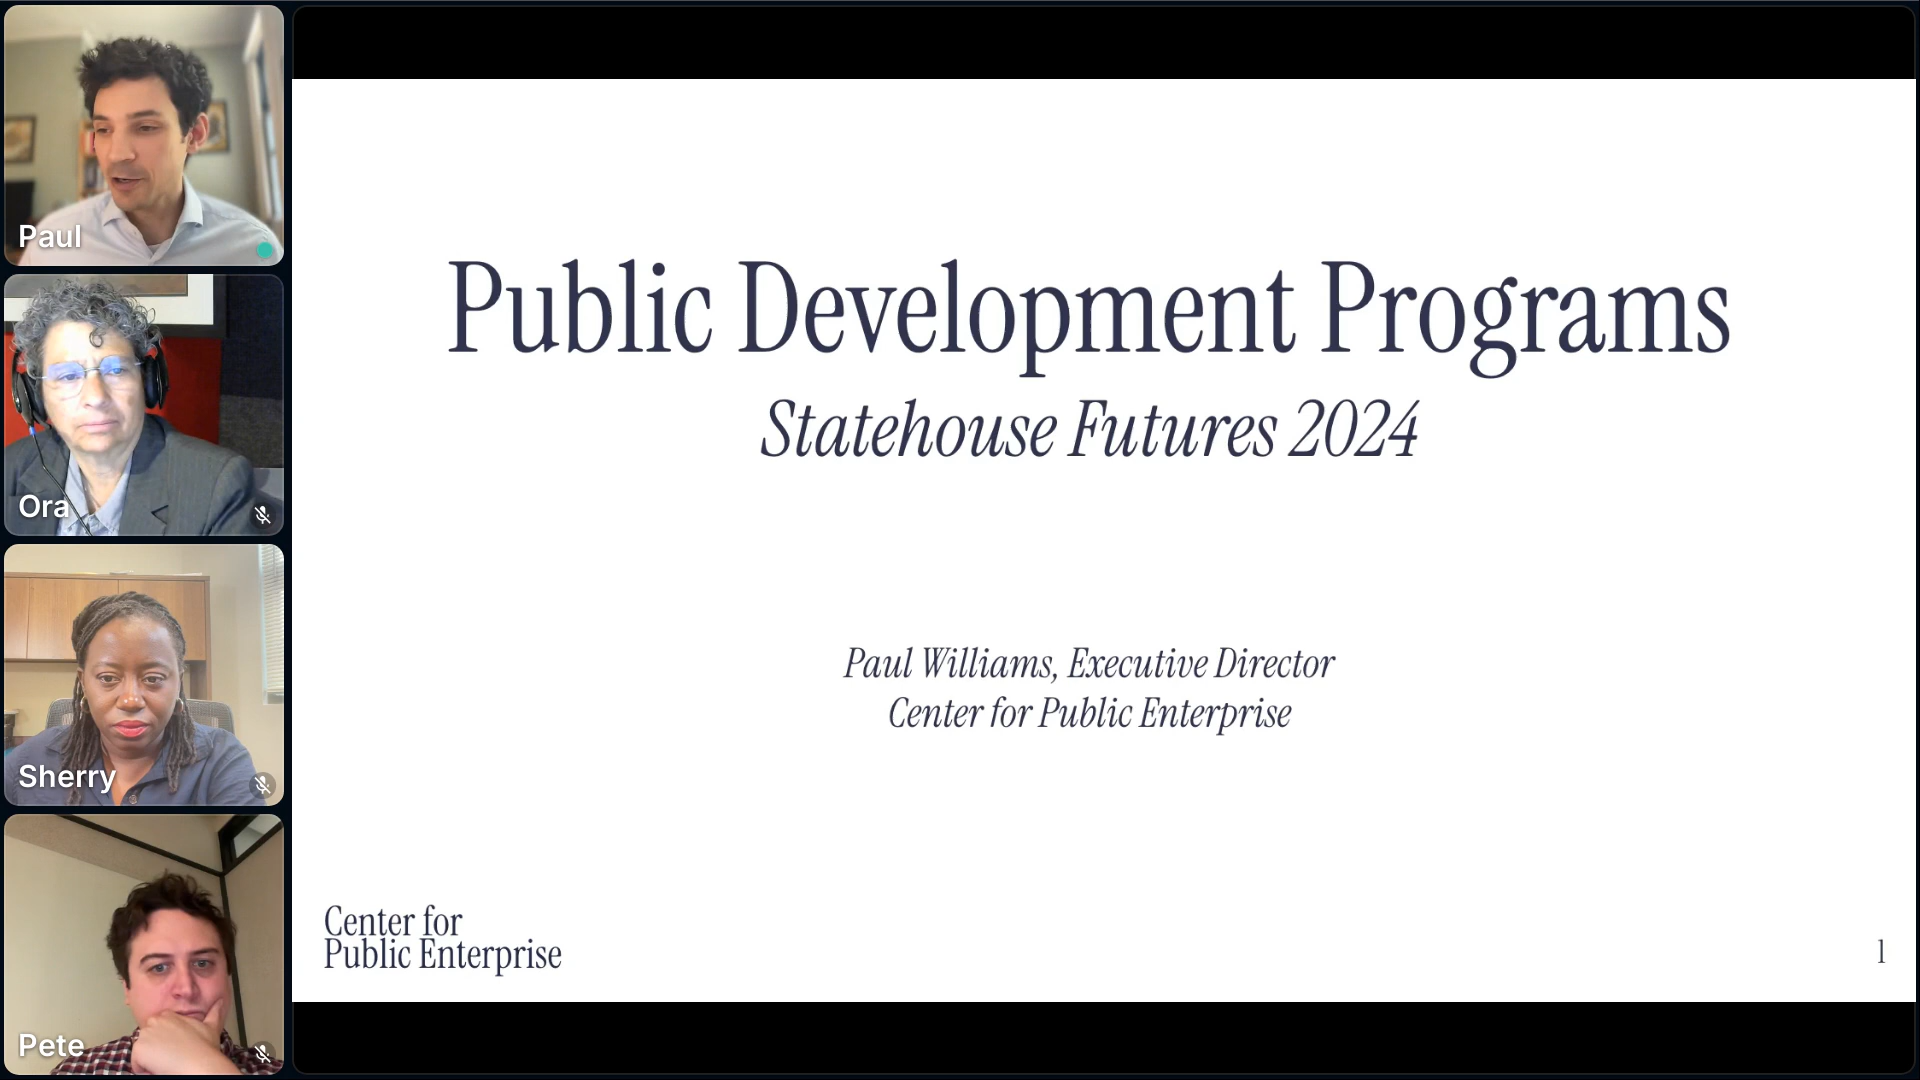 Paul
Ora
Sherry
Pete
Public Development Programs
Statehouse Futures 2024
Paul Williams, Executive Director
Center for Public Enterprise
Center for
Public Enterprise
1